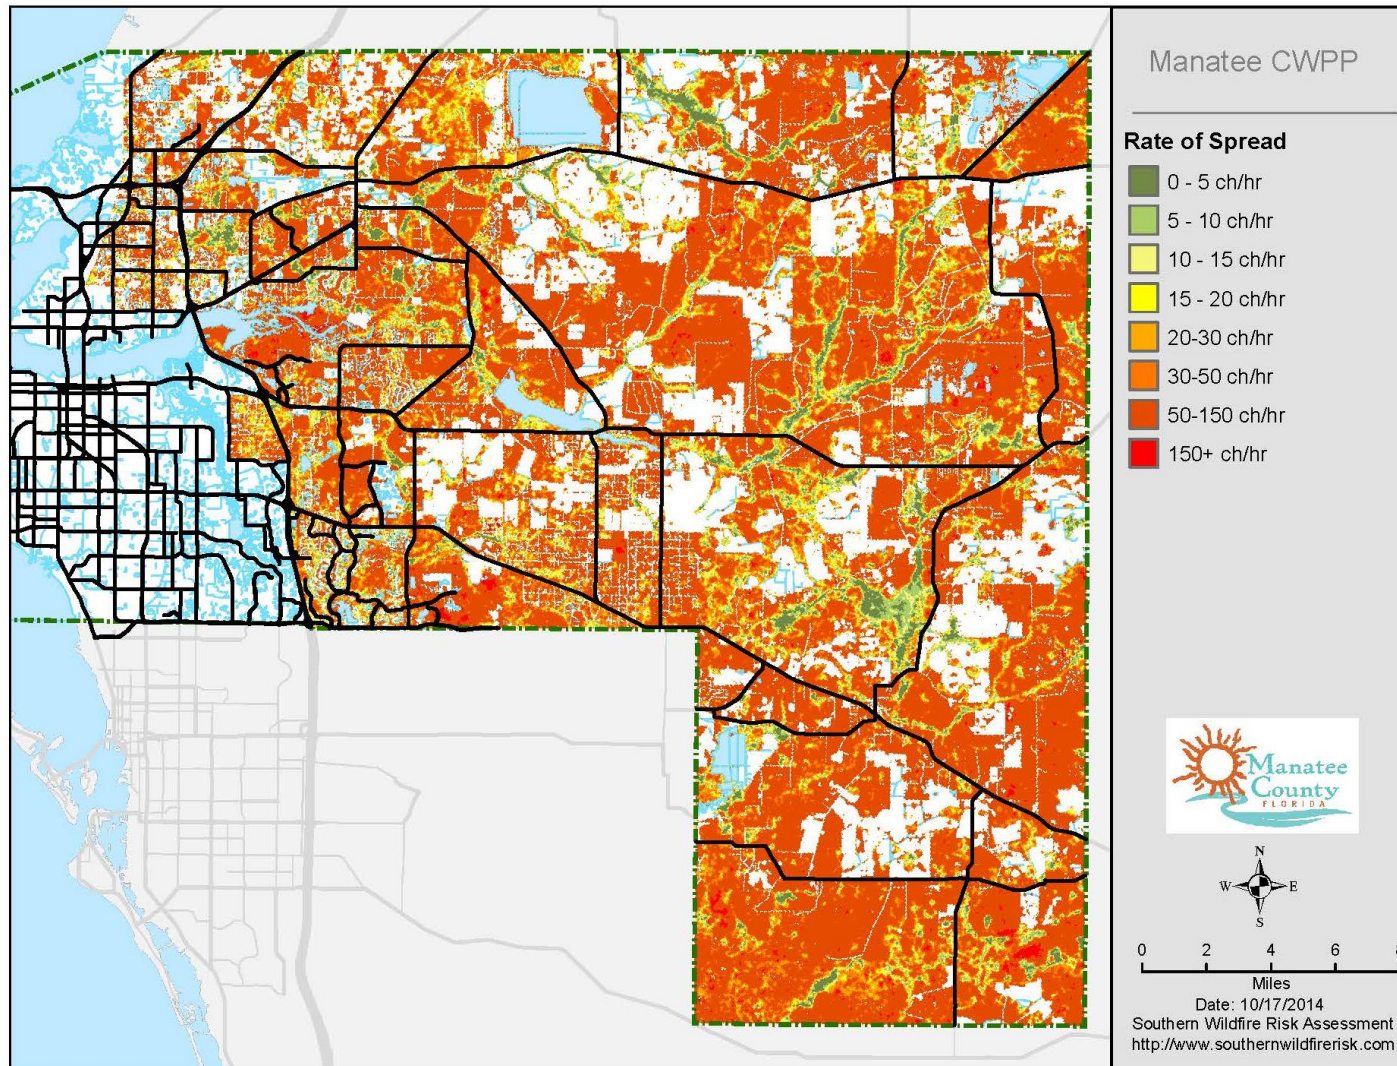 Manatee CWPP
Rate of Spread
0 - 5 ch/hr
5 - 10 ch/hr
10 - 15 ch/hr
15 - 20 ch/hr
20-30 ch/hr
30-50 ch/hr
50-150 ch/hr
150+ ch/hr
Manatee
County
FLORIDA
N
W E
S
0 2 4 6
Miles
Date: 10/17/2014
Southern Wildfire Risk Assessment
http://www.southernwildfirerisk.com